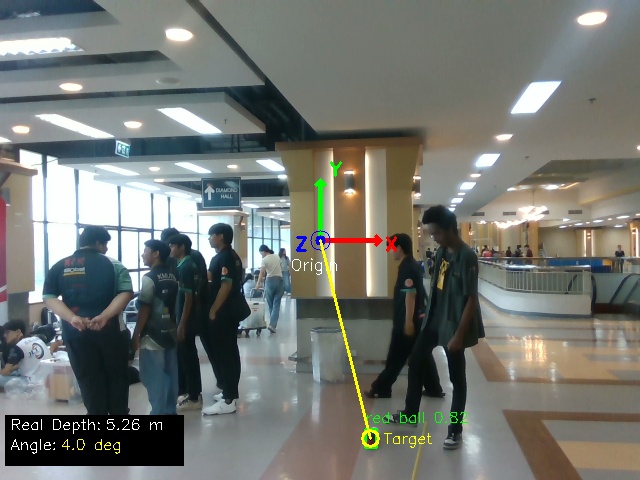 DIAMOND
HALL
Y
Z
X
Origin
red ball 0.82
Target
Real Depth: 5.26 m
Angle: 4.0 deg